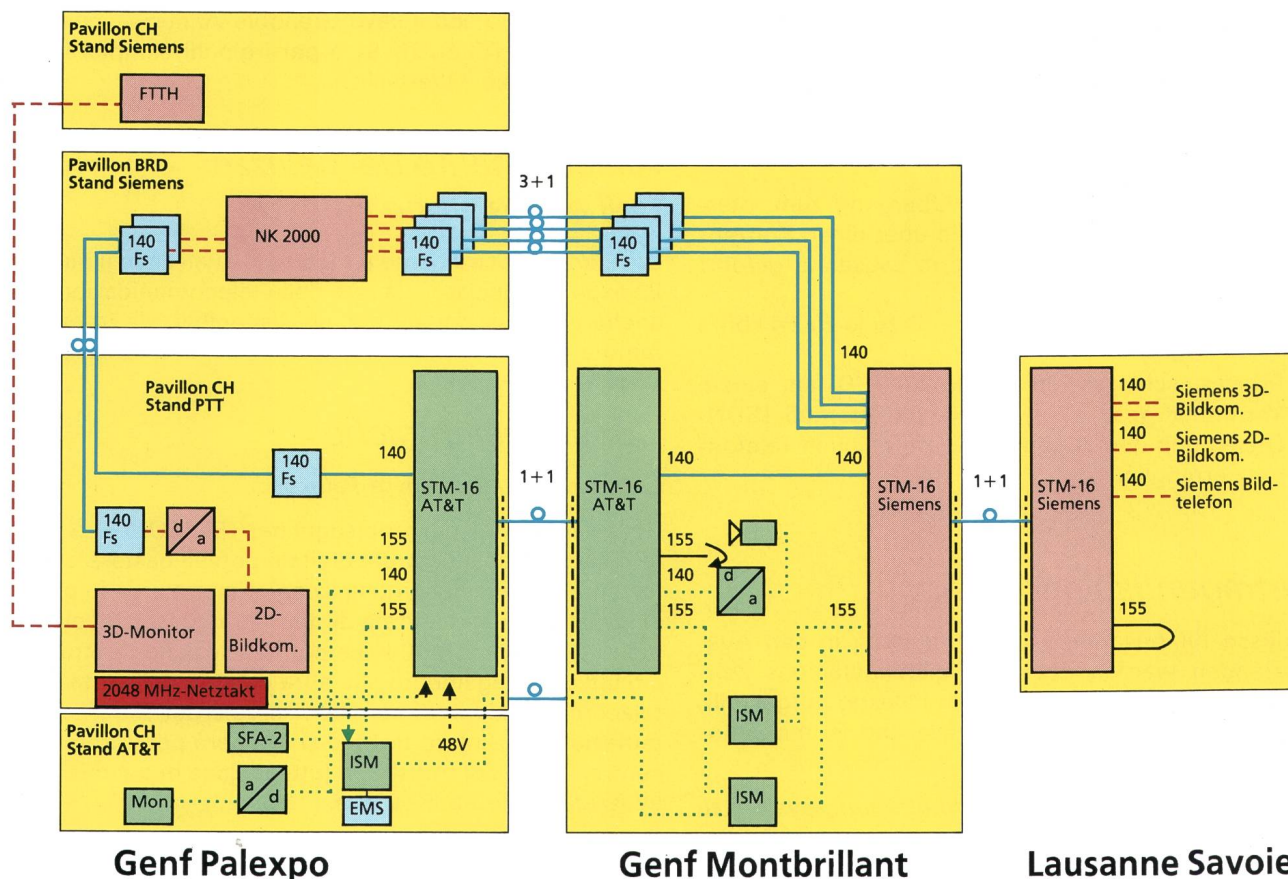 Pavillon CH
Stand Siemens
FTTH
Pavillon BRD
Stand Siemens
140
Fs
NK 2000
140
Fs
3+1
140
Fs
Pavillon CH
Stand PTT
140
Fs
140
STM-16
AT&T
140
Fs
d
a
155
140
155
3D-Monitor
2D-
Bildkom.
2048 MHz-Netztakt
1+1
140
STM-16
AT&T
140
140
155
140
155
d
a
155
STM-16
Siemens
ISM
ISM
1+1
STM-16
Siemens
140
Siemens 3D-
Bildkom.
140
Siemens 2D-
Bildkom.
140
Siemens Bild-
telefon
155
Pavillon CH
Stand AT&T
SFA-2
48V
ISM
a
d
Mon
EMS
Genf Palexpo
Genf Montbrillant
Lausanne Savoie